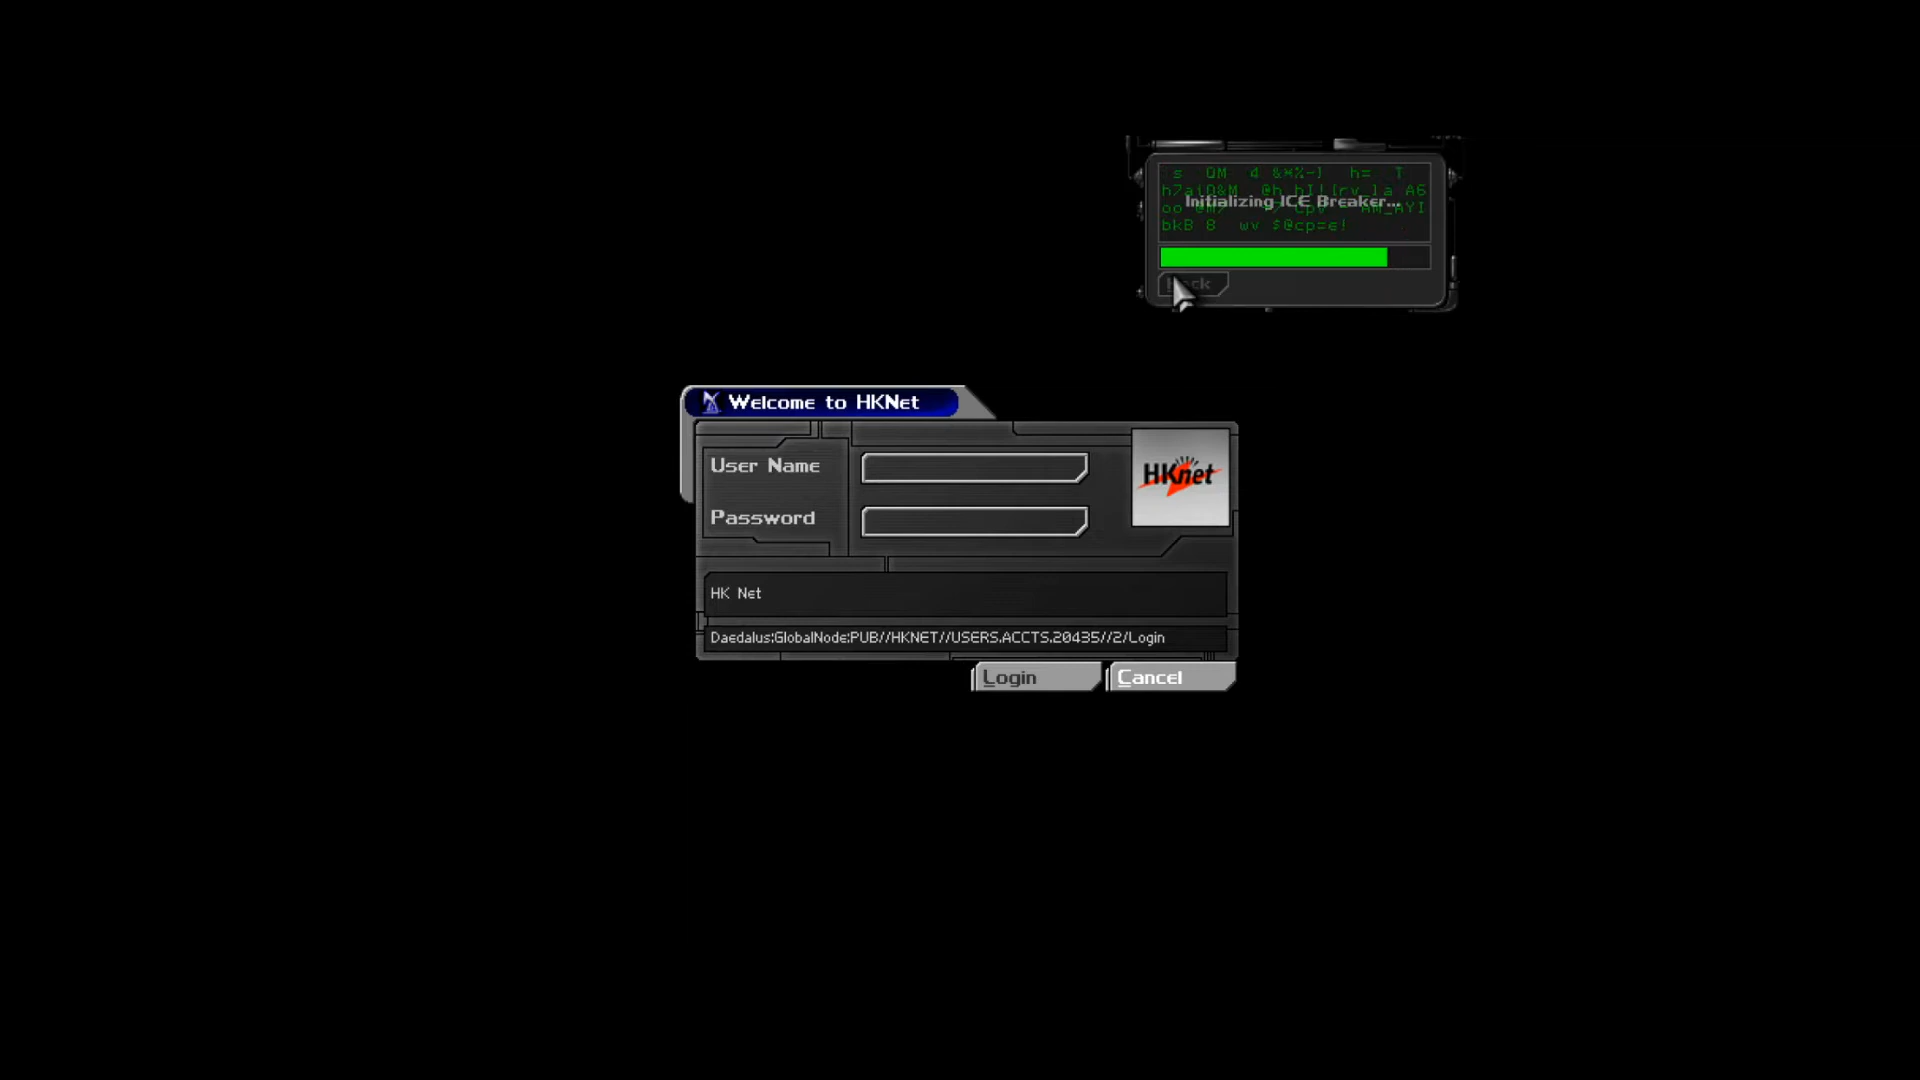 Initializing ICE Breaker...
Hack
Welcome to HKNet
User Name
HKnet
Password
HK Net
Daedalus:GlobalNode:PUB//HKNET//USERS.ACCTS.20435//2/Login
Login
Cancel